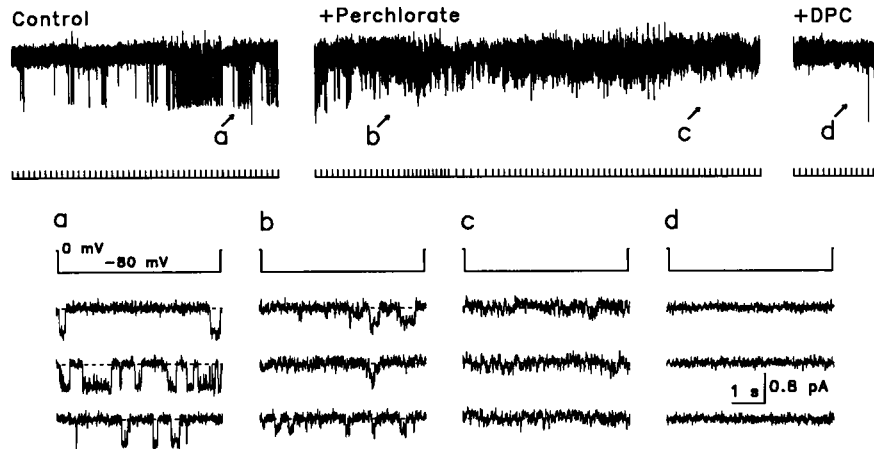 Control
+Perchlorate
+DPC
a
b
c
d
a
b
c
d
0 mV
-80 mV
1 s
0.8 pA